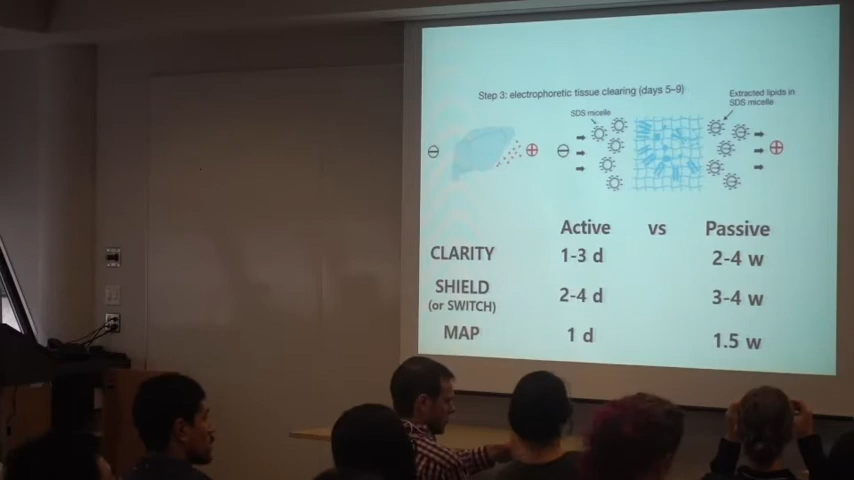 Step 3: electrophoretic tissue clearing (days 5~9)
SDS micelle
Extracted lipids in
SDS micelle
Active vs Passive
CLARITY 1-3 d 2-4 w
SHIELD
(or SWITCH) 2-4 d 3-4 w
MAP 1 d 1.5 w